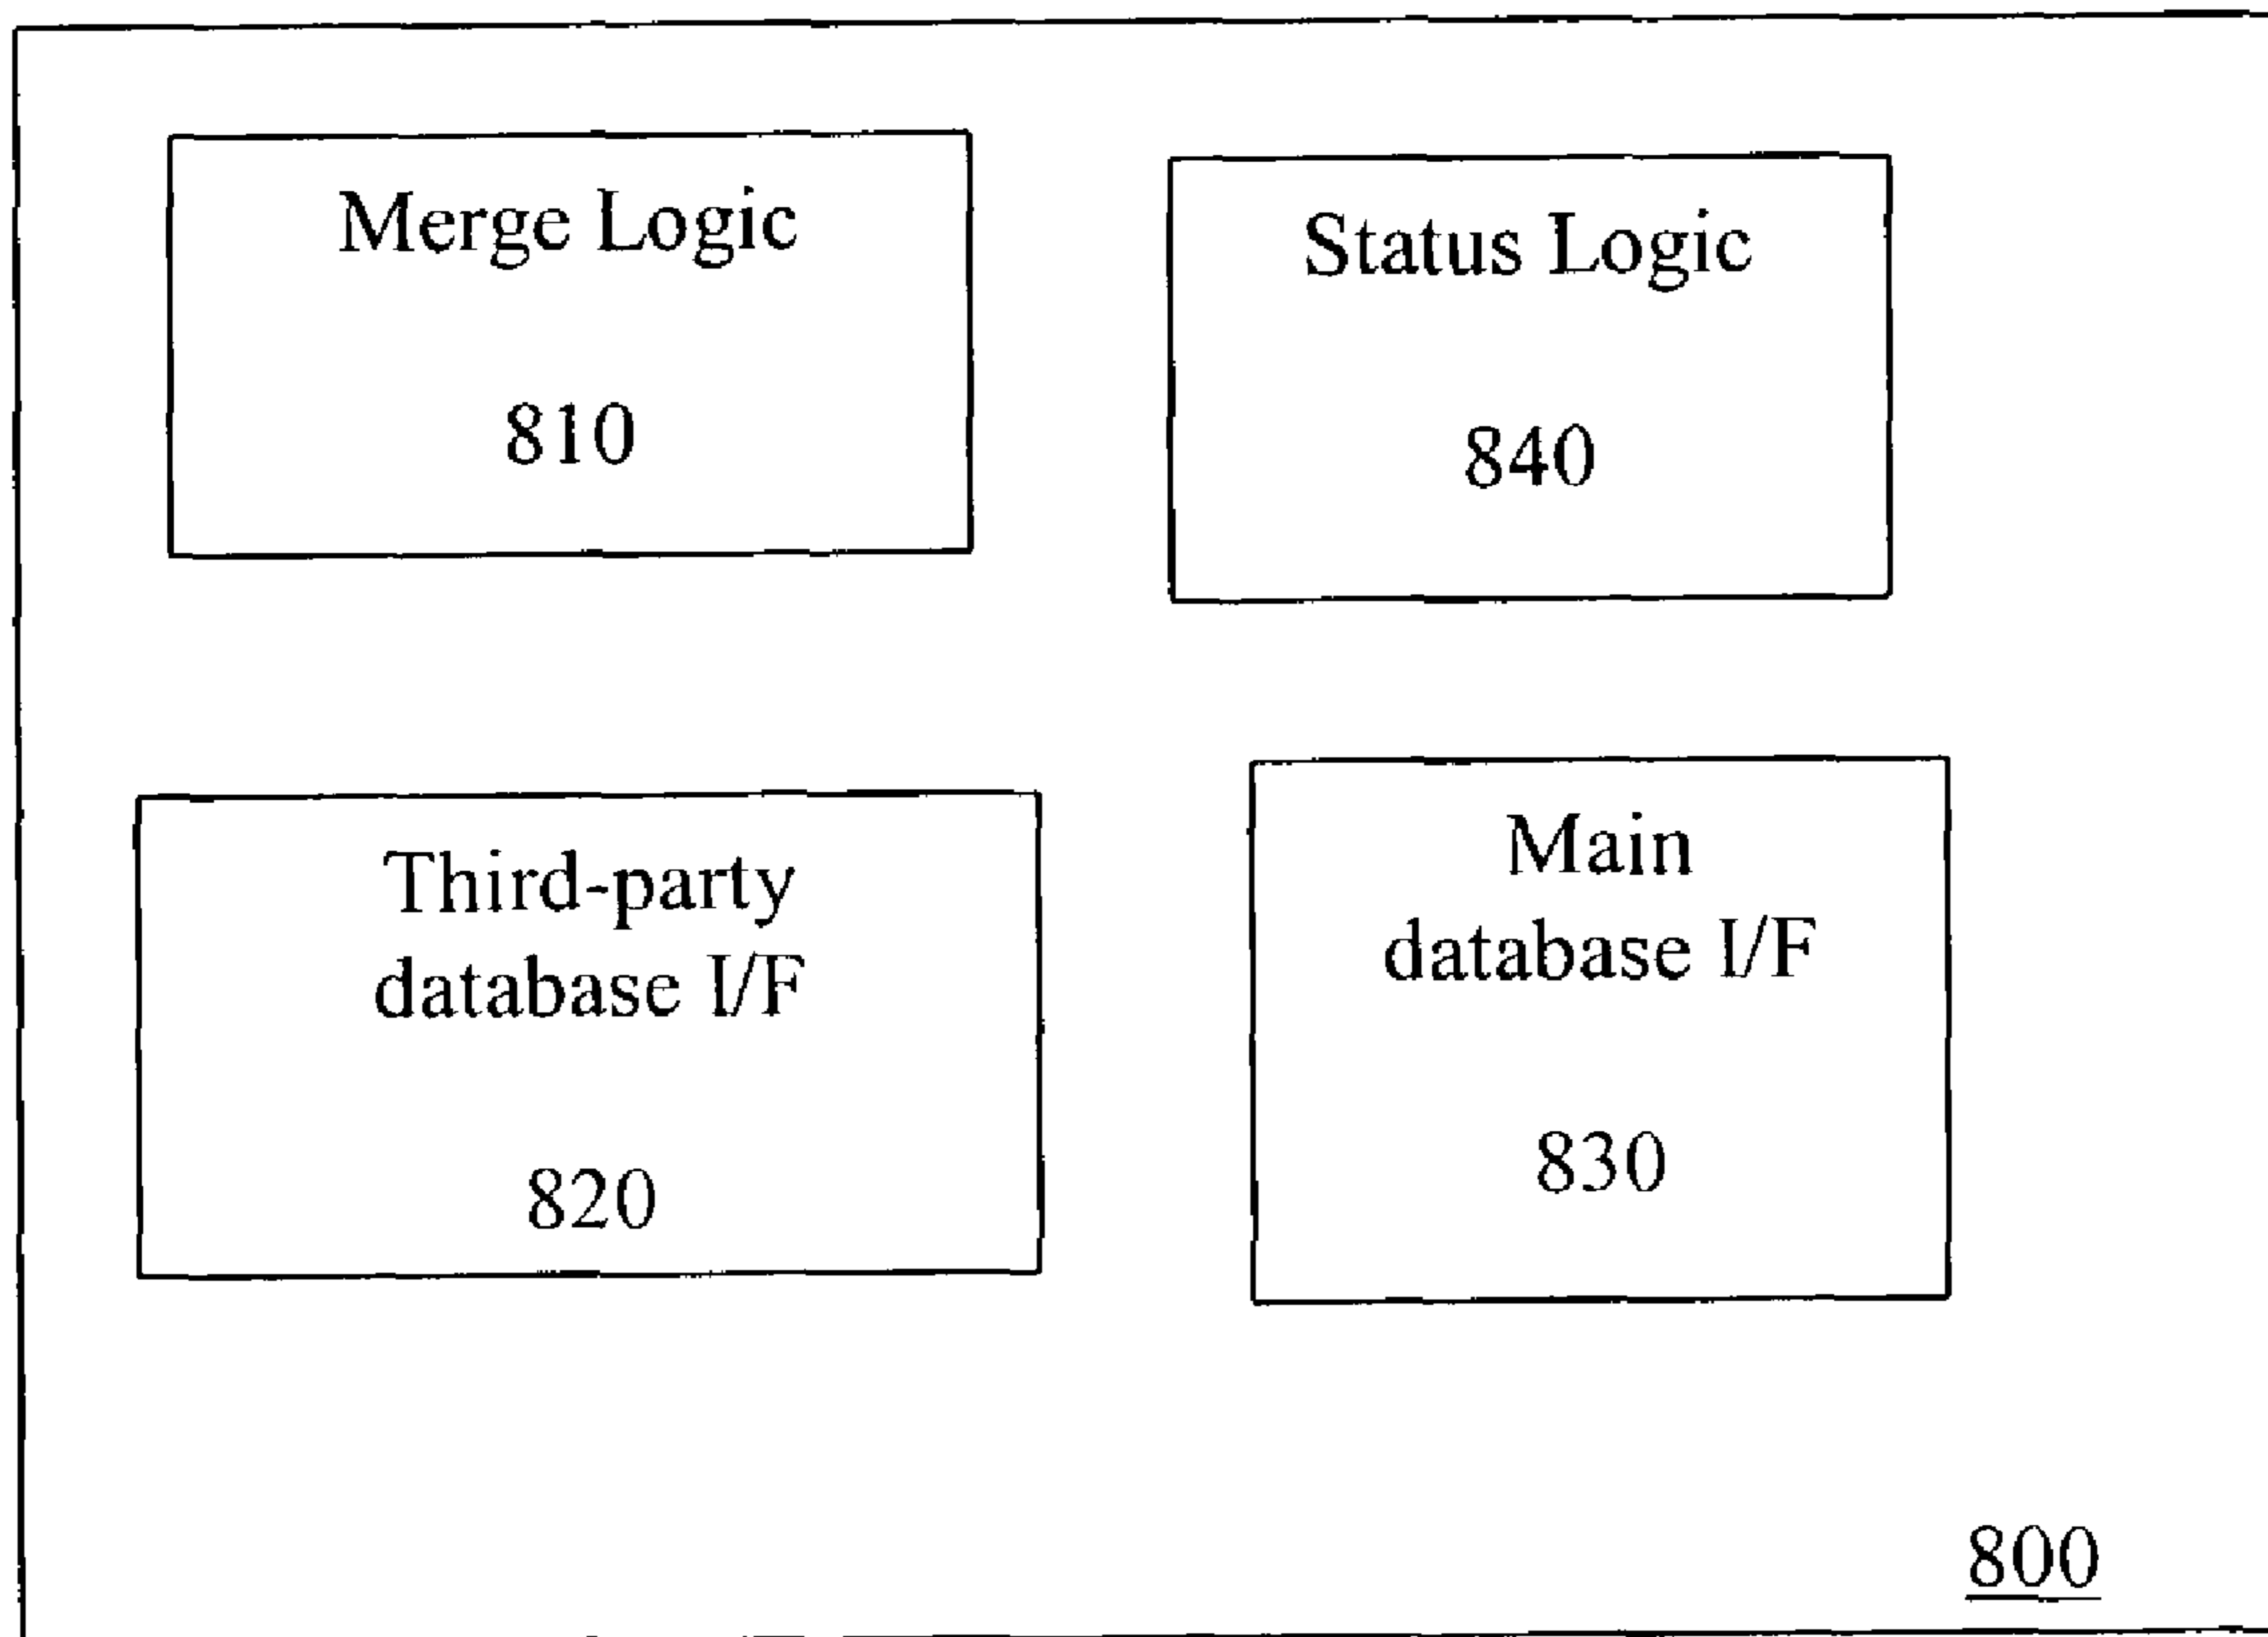 Merge Logic
810
Status Logic
840
Third-party
database I/F
820
Main
database I/F
830
800